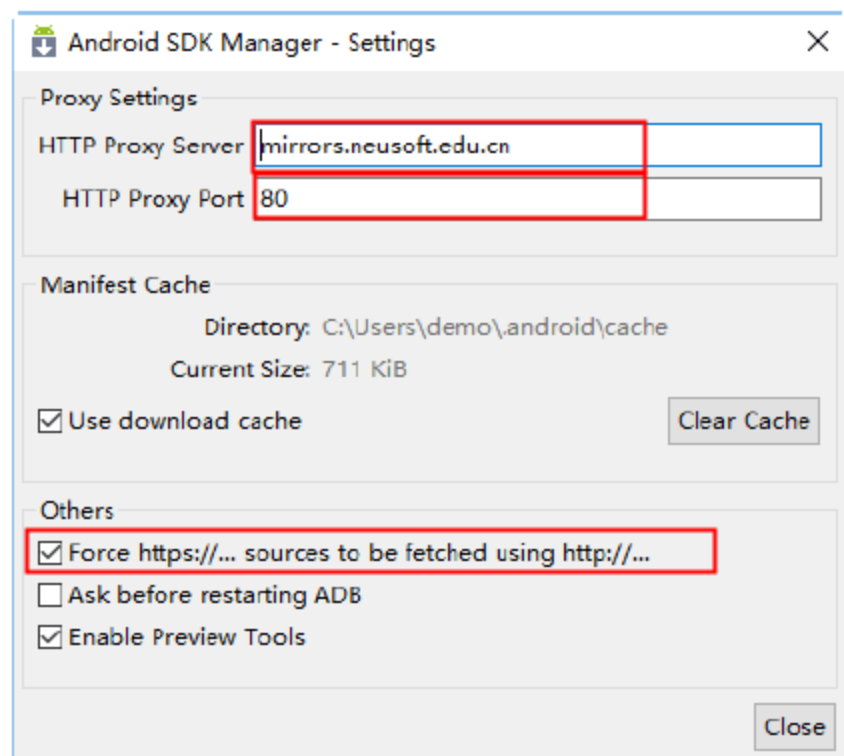 Android SDK Manager - Settings
Proxy Settings
HTTP Proxy Server mirrors.neusoft.edu.cn
HTTP Proxy Port 80
Manifest Cache
Directory: C:\Users\demo\.android\cache
Current Size: 711 KiB
Use download cache Clear Cache
Others
Force https://... sources to be fetched using http://...
Ask before restarting ADB
Enable Preview Tools
Close